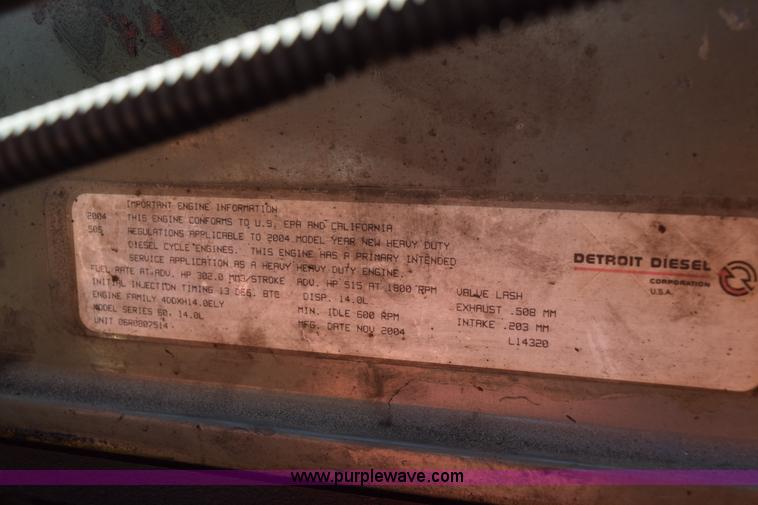 IMPORTANT ENGINE INFORMATION
2004 THIS ENGINE CONFORMS TO U.S. EPA AND CALIFORNIA
505 REGULATIONS APPLICABLE TO 2004 MODEL YEAR NEW HEAVY DUTY
DIESEL CYCLE ENGINES. THIS ENGINE HAS A PRIMARY INTENDED
SERVICE APPLICATION AS A HEAVY HEAVY DUTY ENGINE.
FUEL RATE AT ADV. HP 302.0 MM3/STROKE ADV. HP 515 AT 1800 RPM VALVE LASH
INITIAL INJECTION TIMING 13 DEG. BTC DISP. 14.0L EXHAUST .508 MM
ENGINE FAMILY 4DDXH14.0ELY MIN. IDLE 600 RPM INTAKE .203 MM
MODEL SERIES 60. 14.0L MFG. DATE NOV 2004 L14320
UNIT 06R0807514
DETROIT DIESEL
CORPORATION
U.S.A.
www.purplewave.com